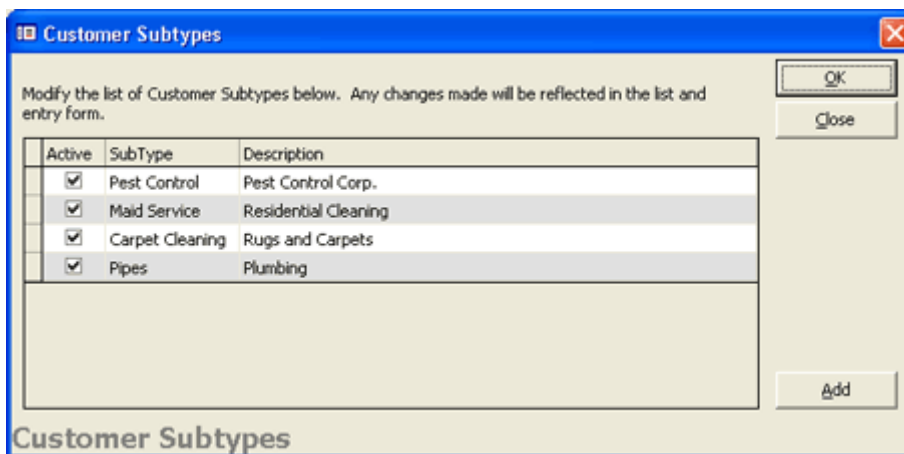 Customer Subtypes
OK
Modify the list of Customer Subtypes below. Any changes made will be reflected in the list and
entry form.
Close
Active SubType Description
Pest Control Pest Control Corp.
Maid Service Residential Cleaning
Carpet Cleaning Rugs and Carpets
Pipes Plumbing
Add
Customer Subtypes